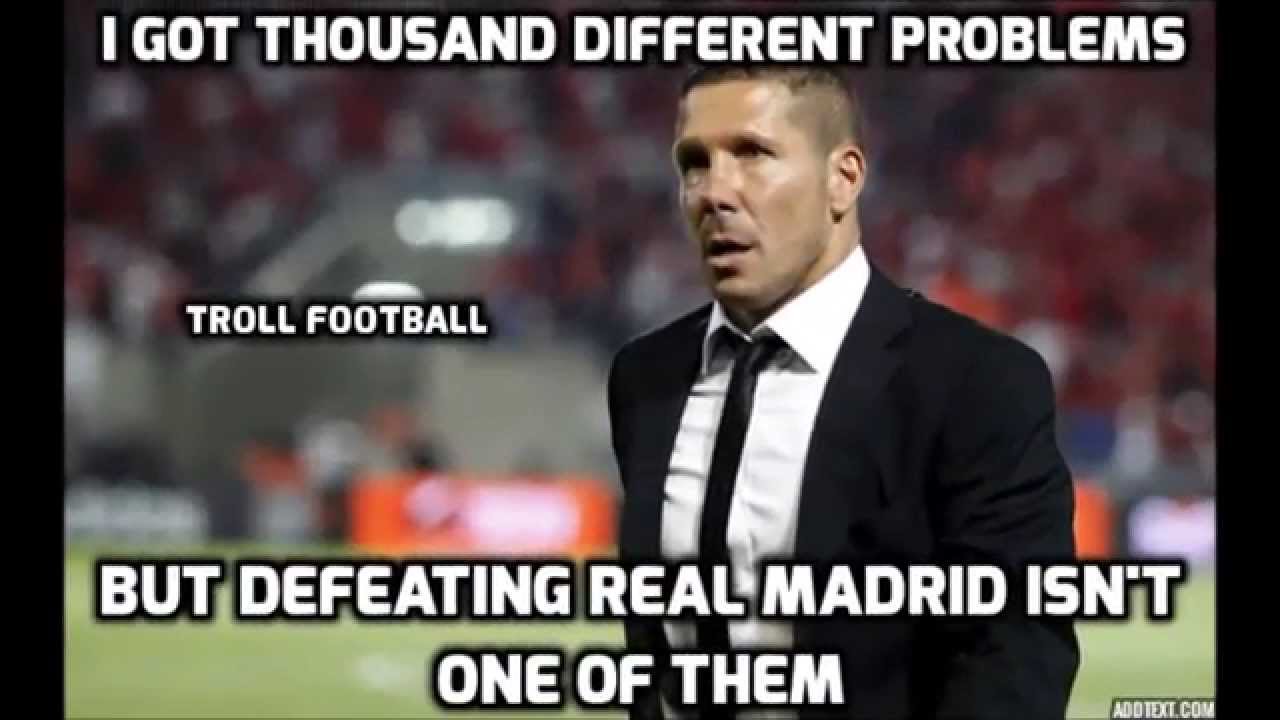 I GOT THOUSAND DIFFERENT PROBLEMS
TROLL FOOTBALL
BUT DEFEATING REAL MADRID ISN'T
ONE OF THEM
ADDTEXT.COM